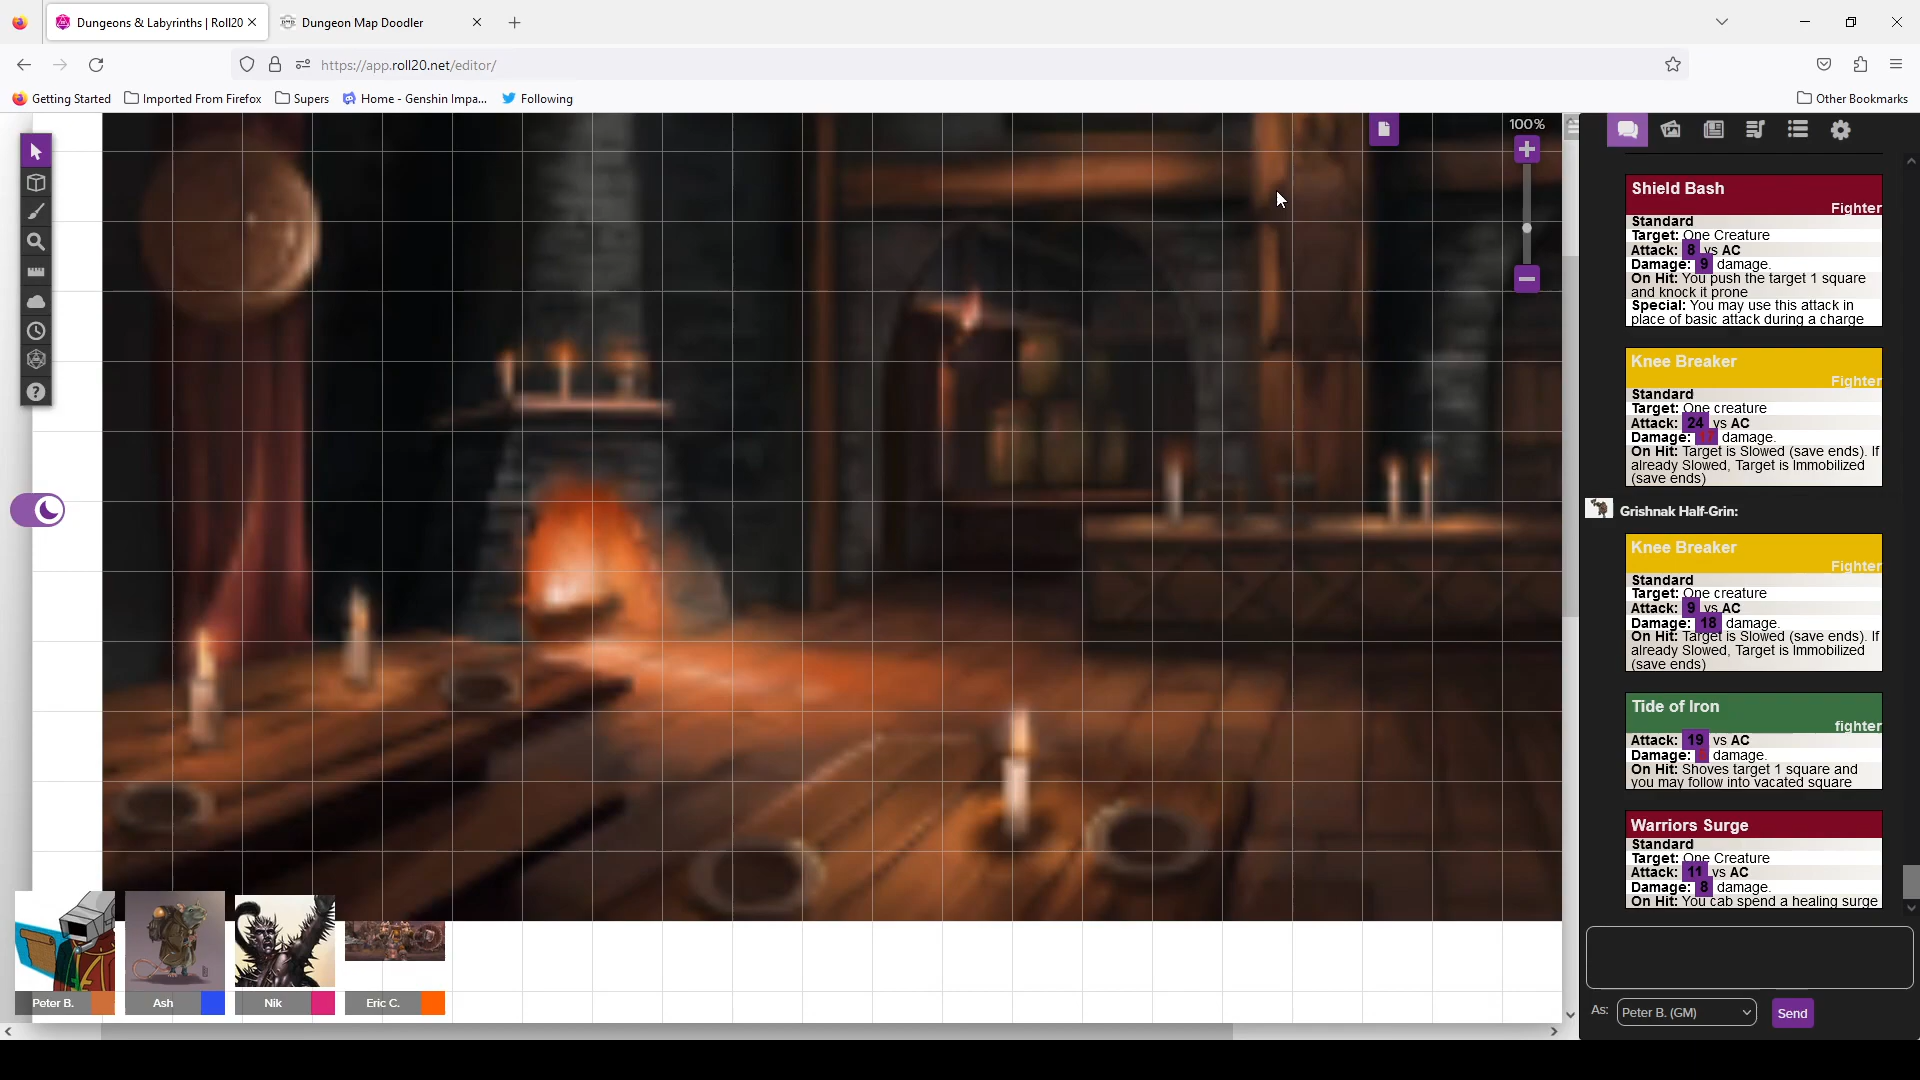 Dungeons & Labyrinths | Roll20
Dungeon Map Doodler
https://app.roll20.net/editor/
Getting Started
Imported From Firefox
Supers
Home - Genshin Impa...
Following
Other Bookmarks
100%
Shield Bash
Fighter
Standard
Target: One Creature
Attack: 8 vs AC
Damage: 9 damage.
On Hit: You push the target 1 square
and knock it prone
Special: You may use this attack in
place of basic attack during a charge
Knee Breaker
Fighter
Standard
Target: One creature
Attack: 24 vs AC
Damage: 17 damage.
On Hit: Target is Slowed (save ends). If
already Slowed, Target is Immobilized
(save ends)
Grishnak Half-Grin:
Knee Breaker
Fighter
Standard
Target: One creature
Attack: 9 vs AC
Damage: 18 damage.
On Hit: Target is Slowed (save ends). If
already Slowed, Target is Immobilized
(save ends)
Tide of Iron
fighter
Attack: 19 vs AC
Damage: damage.
On Hit: Shoves target 1 square and
you may follow into vacated square
Warriors Surge
Standard
Target: One Creature
Attack: 11 vs AC
Damage: 8 damage.
On Hit: You cab spend a healing surge
Peter B.
Ash
Nik
Eric C.
As: Peter B. (GM)
Send